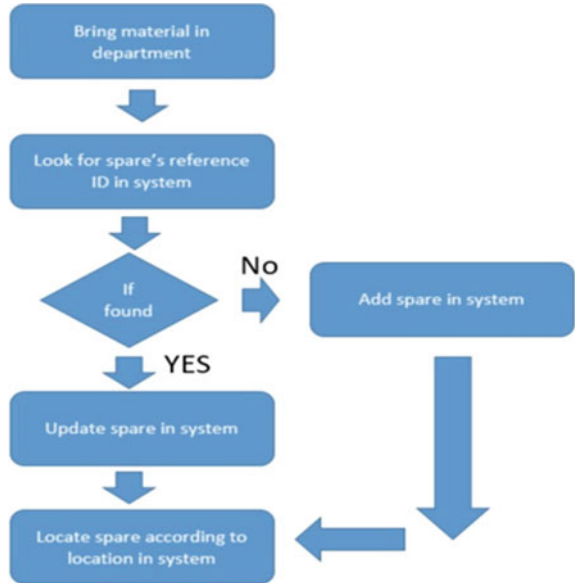 Bring material in
department
Look for spare's reference
ID in system
If
found
No
Add spare in system
YES
Update spare in system
Locate spare according to
location in system